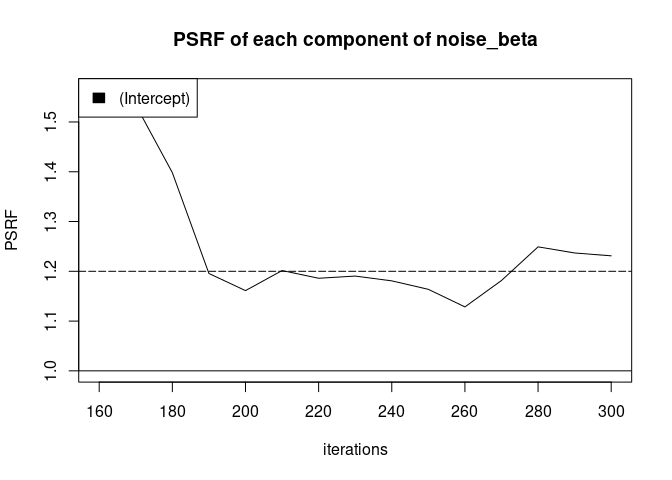 PSRF of each component of noise_beta
(Intercept)
PSRF
1.5
1.4
1.3
1.2
1.1
1.0
160 180 200 220 240 260 280 300
iterations